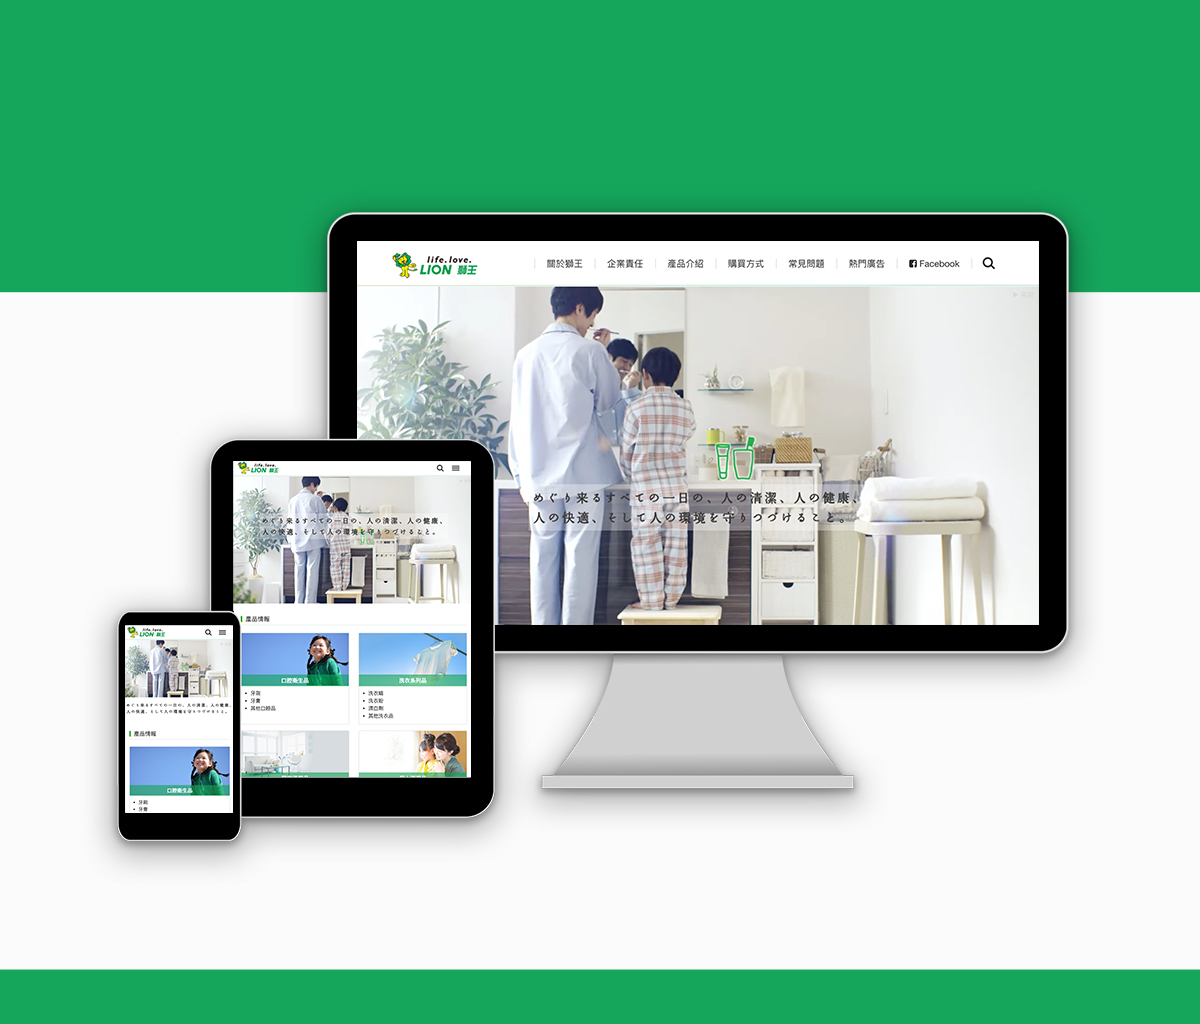 life.love.
LION 獅王
關於獅王
企業責任
產品介紹
購買方式
常見問題
熱門廣告
Facebook
めぐり来るすべての一日の、人の清潔、人の健康、
人の快適、そして人の環境を守りつづけること。
life.love.
LION 獅王
めぐり来るすべての一日の、人の清潔、人の健康、
人の快適、そして人の環境を守りつづけること。
產品情報
口腔衛生品
牙刷
牙膏
其他口腔品
洗衣系列品
洗衣精
洗衣粉
漂白劑
其他洗衣品
life.love.
LION 獅王
めぐり来るすべての一日の、人の清潔、人の健康、
人の快適、そして人の環境を守りつづけること。
產品情報
口腔衛生品
牙刷
牙膏